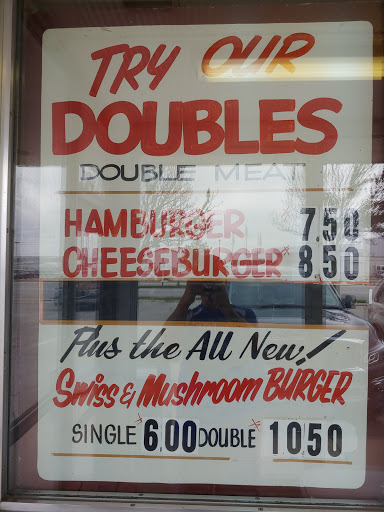 TRY OUR
DOUBLES
DOUBLE MEAT
HAMBURGER 7.50
CHEESEBURGER 8.50
Plus the All New!
Swiss & Mushroom BURGER
SINGLE 6.00 DOUBLE 10.50